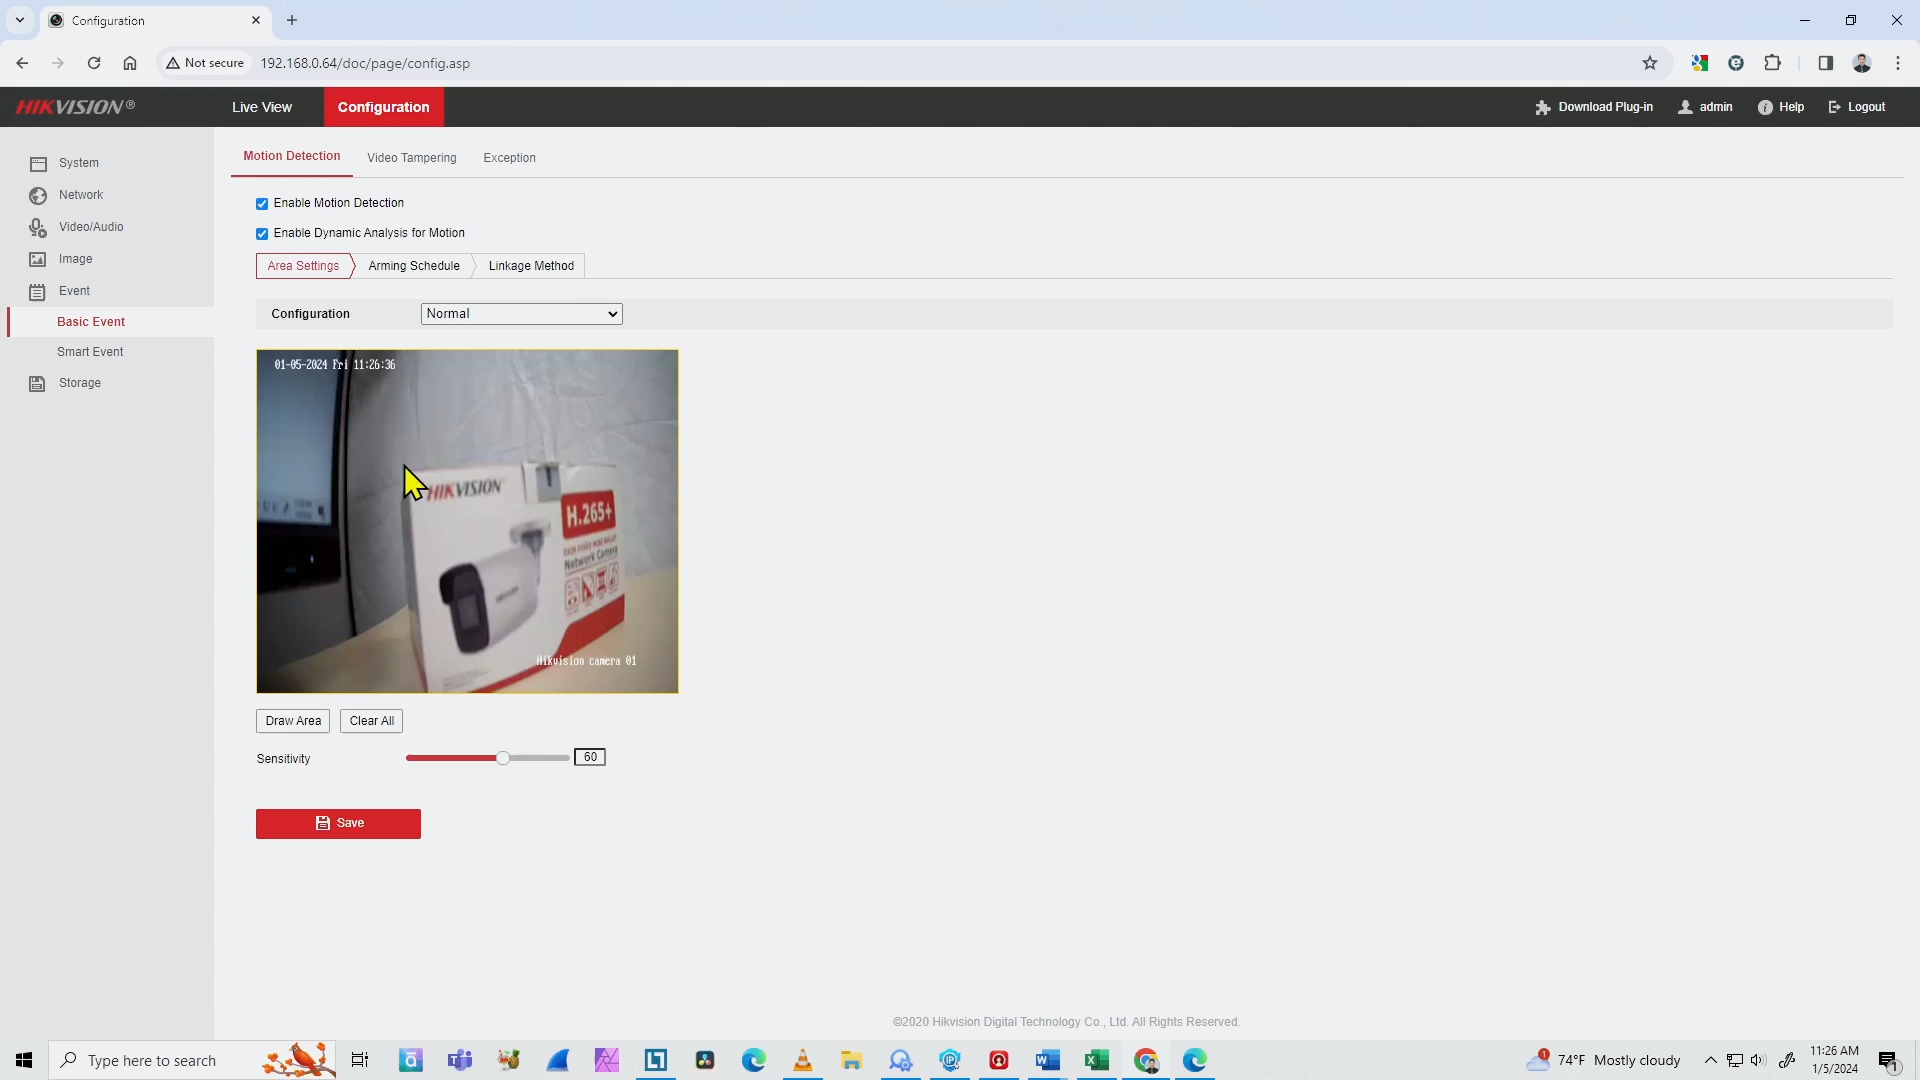 Configuration
Not secure 192.168.0.64/doc/page/config.asp
HIKVISION® Live View Configuration Download Plug-in admin Help Logout
System
Network
Video/Audio
Image
Event
Basic Event
Smart Event
Storage
Motion Detection Video Tampering Exception
Enable Motion Detection
Enable Dynamic Analysis for Motion
Area Settings Arming Schedule Linkage Method
Configuration Normal
01-05-2024 Fri 11:26:36
HIKVISION
H.265+
Network Camera
Hikvision camera 01
Draw Area Clear All
Sensitivity 60
Save
©2020 Hikvision Digital Technology Co., Ltd. All Rights Reserved.
Type here to search
1 74°F Mostly cloudy
11:26 AM
1/5/2024
1